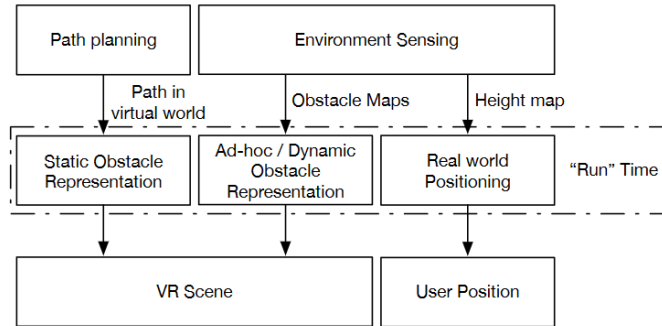 Path planning
Environment Sensing
Path in
virtual world
Obstacle Maps
Height map
Static Obstacle
Representation
Ad-hoc / Dynamic
Obstacle
Representation
Real world
Positioning
“Run” Time
VR Scene
User Position